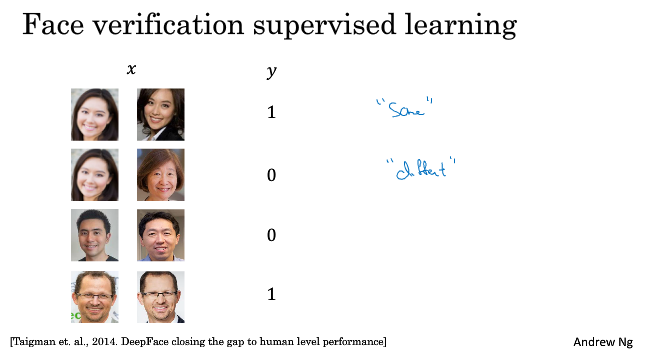 Face verification supervised learning
x y
1 "Same"
0 "different"
0
1
[Taigman et. al., 2014. DeepFace closing the gap to human level performance] Andrew Ng